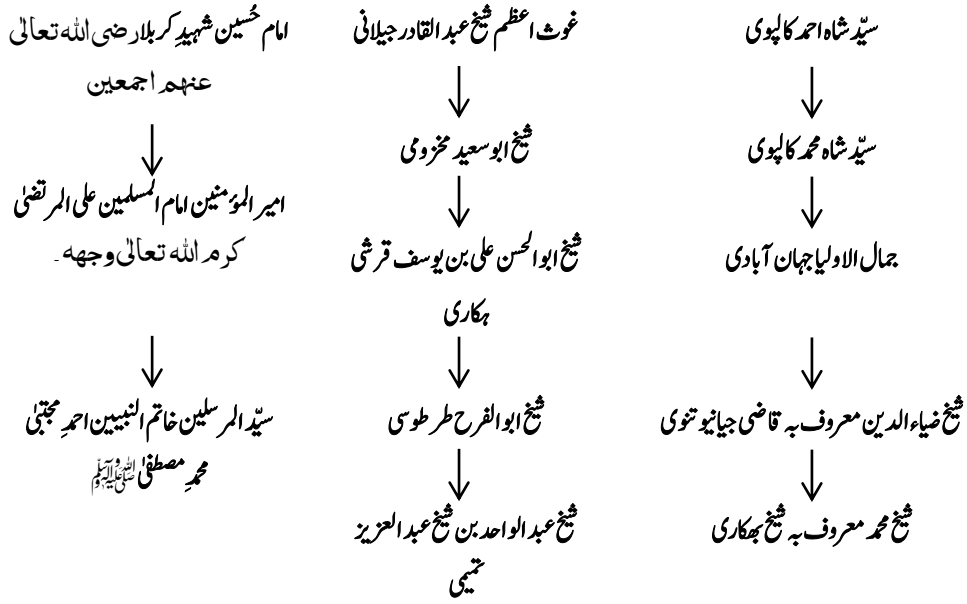 سیّد شاہ احمد کالپوی
سیّد شاہ محمد کالپوی
جمال الاولیا جہان آبادی
شیخ ضیاء الدین معروف بہ قاضی جیانیوتنوی
شیخ محمد معروف بہ شیخ بھکاری
غوث اعظم شیخ عبد القادر جیلانی
شیخ ابو سعید مخزومی
شیخ ابو الحسن علی بن یوسف قرشی
ہکاری
شیخ ابو الفرح طرطوسی
شیخ عبد الواحد بن شیخ عبد العزیز
تمیمی
امام حُسین شہیدِ کربلا رضی اللہ تعالیٰ
عنہم اجمعین
امیر المؤمنین امام المسلمین علی المرتضیٰ
کرم اللہ تعالیٰ وجھہ۔
سیّد المرسلین خاتم النبیین احمدِ مجتبیٰ
محمدِ مصطفیٰ ﷺ